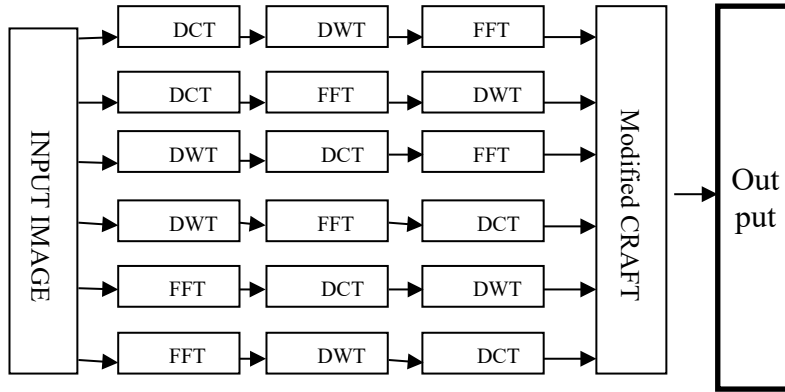 INPUT IMAGE
DCT DWT FFT
DCT FFT DWT
DWT DCT FFT
DWT FFT DCT
FFT DCT DWT
FFT DWT DCT
Modified CRAFT
Out
put